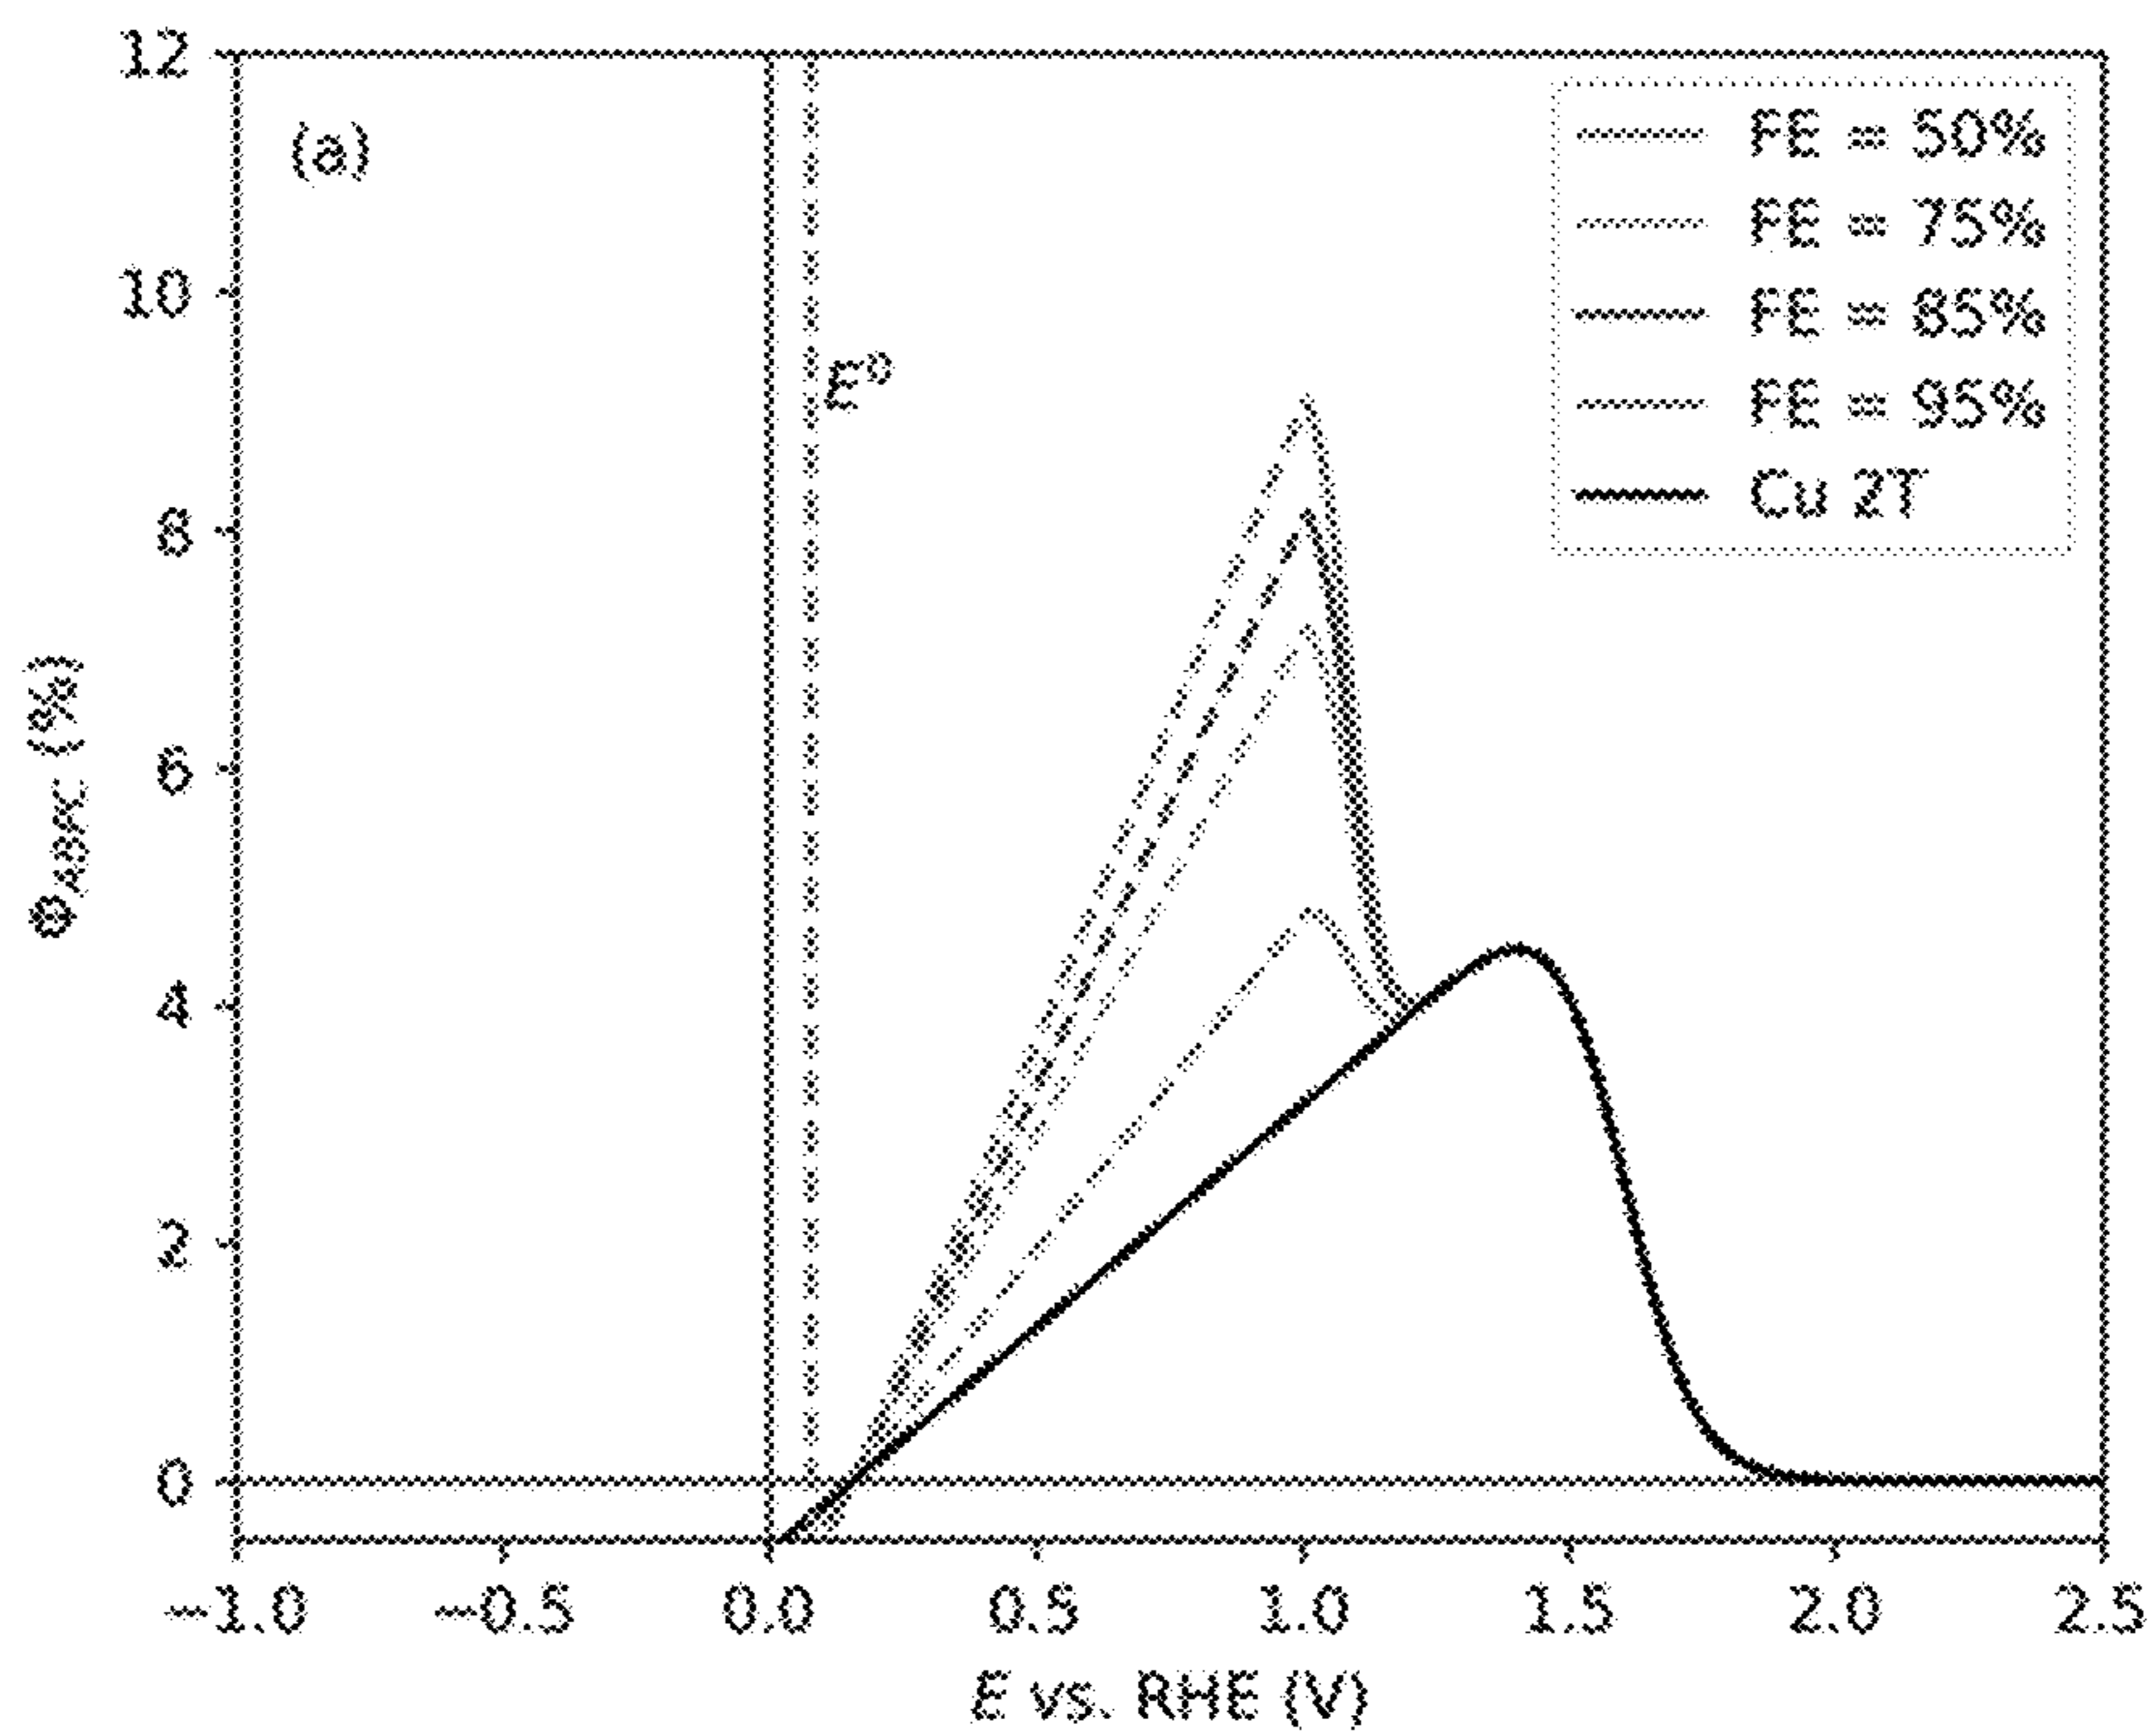 (a)
12
10
8
6
4
2
0
E⁰
FE = 50%
FE = 75%
FE = 85%
FE = 95%
Cu 2T
−1.0 −0.5 0.0 0.5 1.0 1.5 2.0 2.5
E vs. RHE (V)
(%)